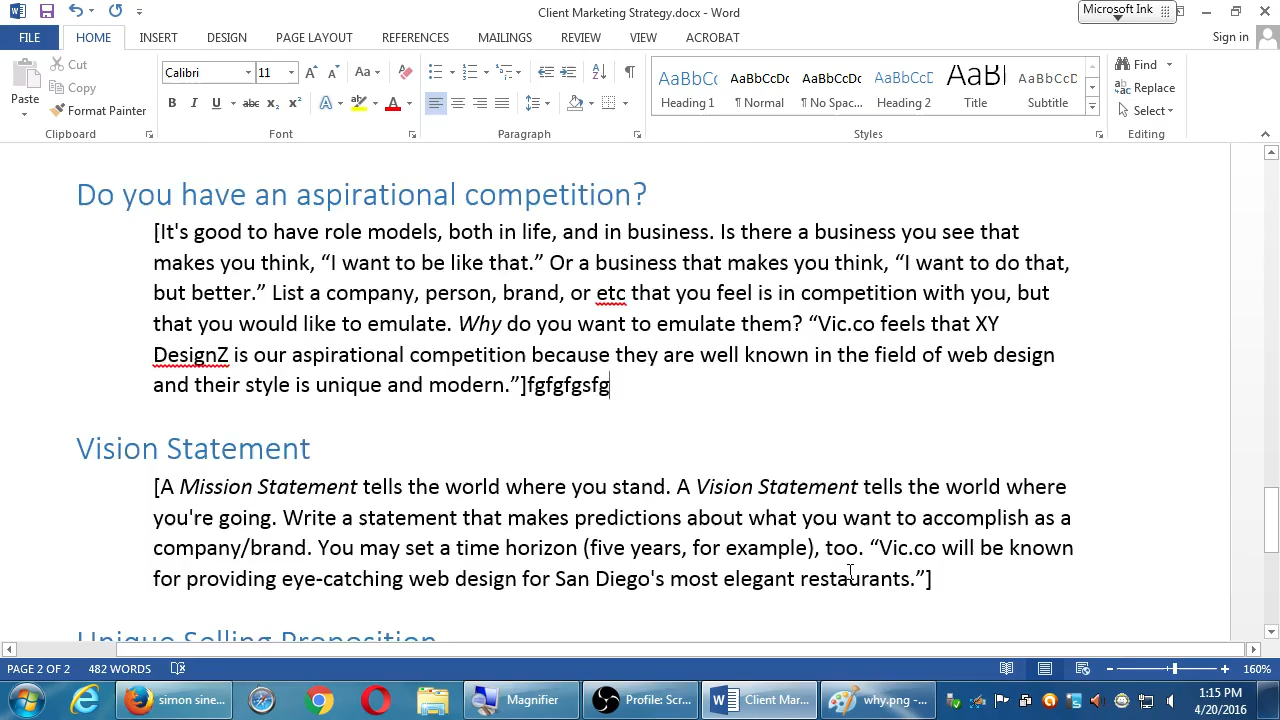 Client Marketing Strategy.docx - Word
Microsoft Ink
FILE HOME INSERT DESIGN PAGE LAYOUT REFERENCES MAILINGS REVIEW VIEW ACROBAT Sign in
Paste
Cut
Copy
Format Painter
Clipboard
Calibri 11
Font
Paragraph
AaBbCc AaBbCcDc AaBbCcDc AaBbCcD AaB AaBbCcD
Heading 1 ¶ Normal ¶ No Spac... Heading 2 Title Subtitle
Styles
Find
Replace
Select
Editing
Do you have an aspirational competition?
[It's good to have role models, both in life, and in business. Is there a business you see that
makes you think, “I want to be like that.” Or a business that makes you think, “I want to do that,
but better.” List a company, person, brand, or etc that you feel is in competition with you, but
that you would like to emulate. Why do you want to emulate them? “Vic.co feels that XY
DesignZ is our aspirational competition because they are well known in the field of web design
and their style is unique and modern.”]fgfgfgsfg
Vision Statement
[A Mission Statement tells the world where you stand. A Vision Statement tells the world where
you're going. Write a statement that makes predictions about what you want to accomplish as a
company/brand. You may set a time horizon (five years, for example), too. “Vic.co will be known
for providing eye-catching web design for San Diego's most elegant restaurants.”]
Unique Selling Proposition
PAGE 2 OF 2 482 WORDS 160%
simon sine... Magnifier Profile: Scr... Client Mar... why.png -...
1:15 PM
4/20/2016